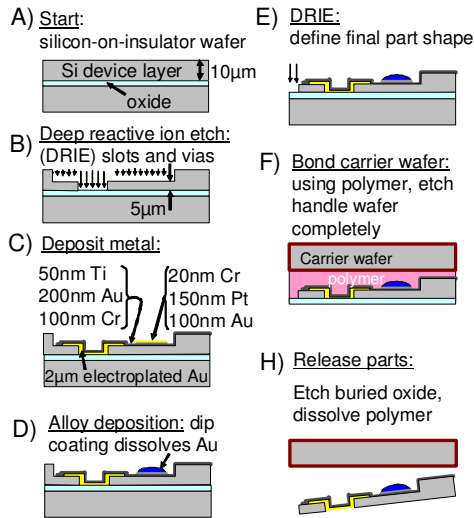 A) Start:
silicon-on-insulator wafer
Si device layer
10µm
oxide
B) Deep reactive ion etch:
(DRIE) slots and vias
5µm
C) Deposit metal:
50nm Ti
200nm Au
100nm Cr
20nm Cr
150nm Pt
100nm Au
2µm electroplated Au
D) Alloy deposition: dip
coating dissolves Au
E) DRIE:
define final part shape
F) Bond carrier wafer:
using polymer, etch
handle wafer
completely
Carrier wafer
polymer
H) Release parts:
Etch buried oxide,
dissolve polymer